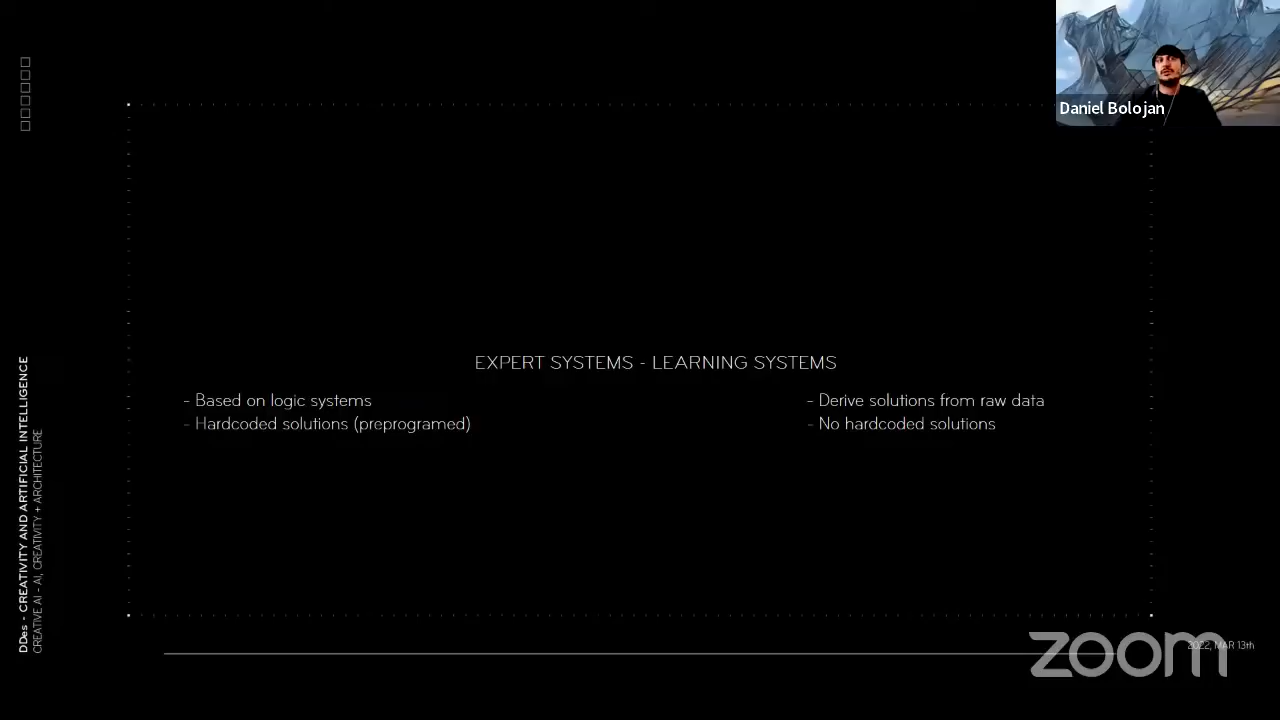 Daniel Bolojan
EXPERT SYSTEMS - LEARNING SYSTEMS
- Based on logic systems
- Hardcoded solutions (preprogramed)
- Derive solutions from raw data
- No hardcoded solutions
DDes - CREATIVITY AND ARTIFICIAL INTELLIGENCE
CREATIVE AI - AI, CREATIVITY + ARCHITECTURE
2022, MAR 13th
zoom